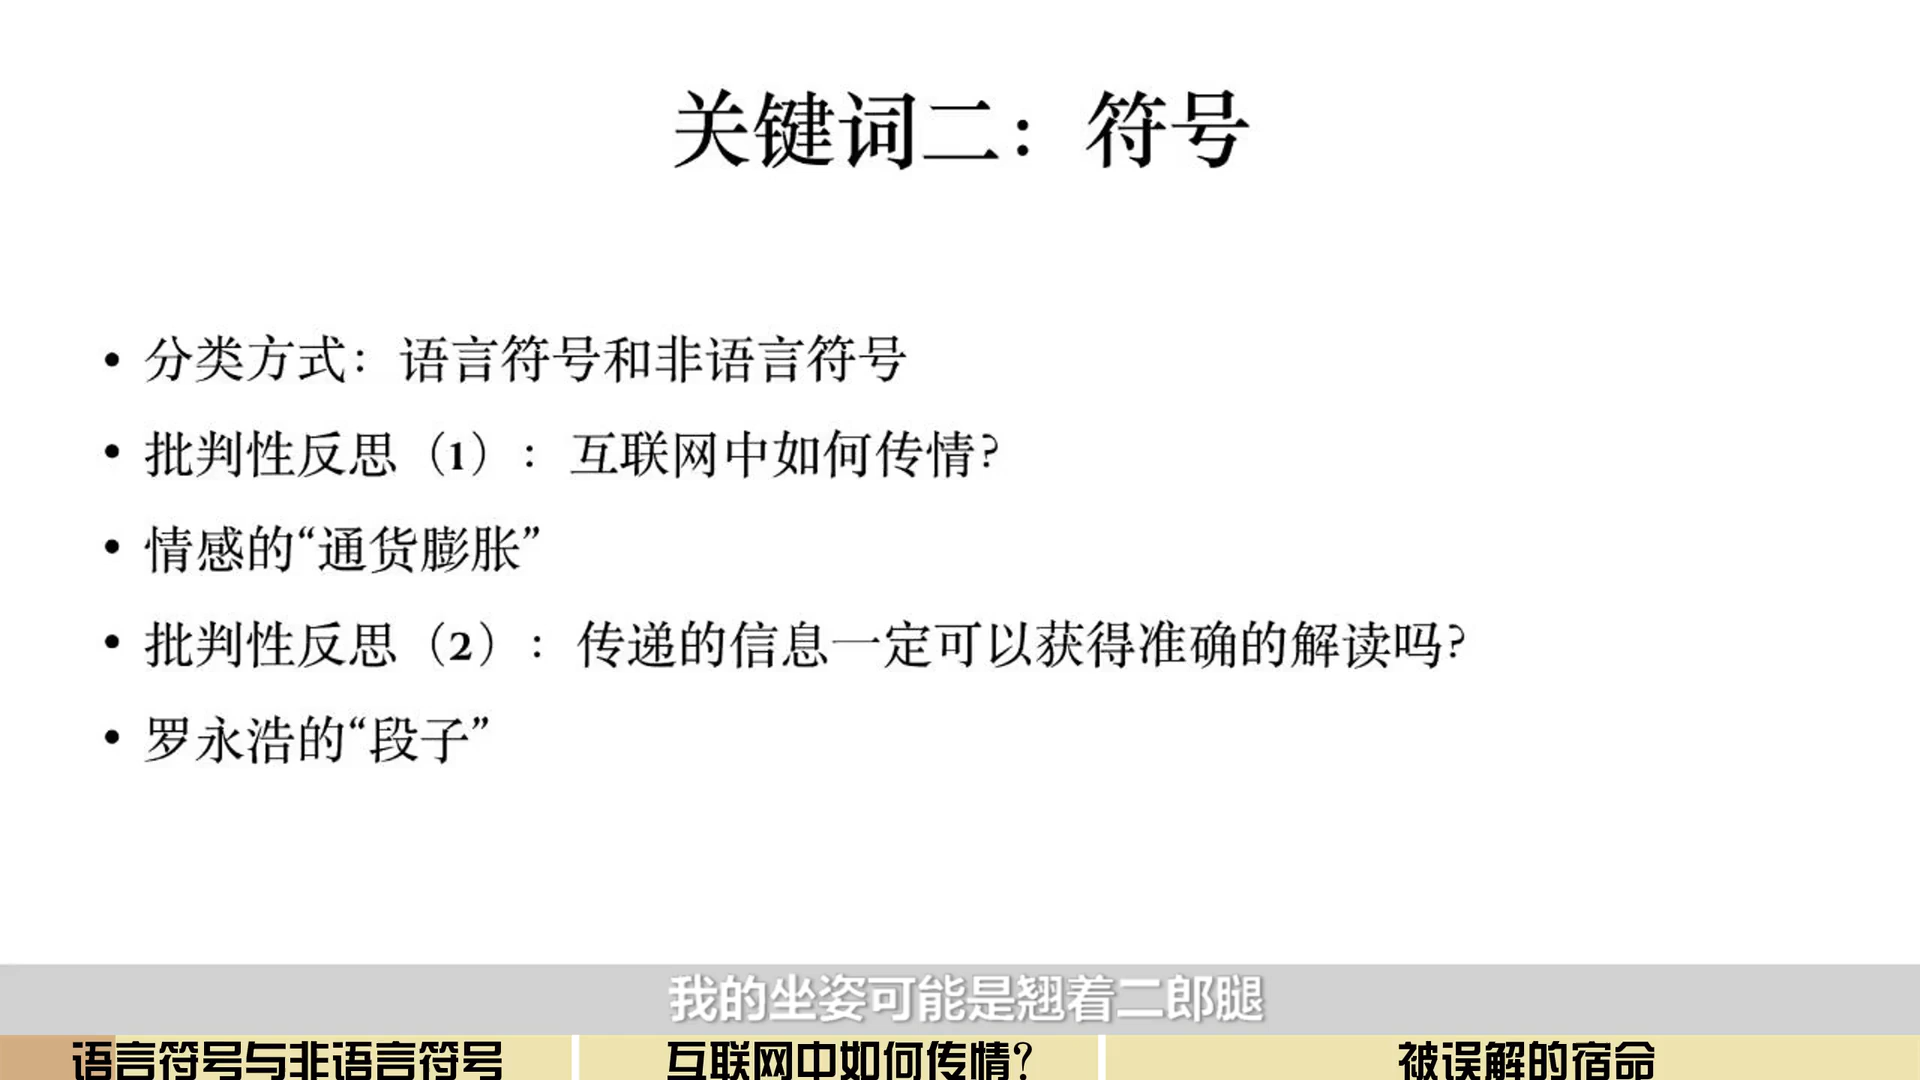 关键词二：符号
• 分类方式：语言符号和非语言符号
• 批判性反思（1）：互联网中如何传情？
• 情感的“通货膨胀”
• 批判性反思（2）：传递的信息一定可以获得准确的解读吗？
• 罗永浩的“段子”
我的坐姿可能是翘着二郎腿
语言符号与非语言符号
互联网中如何传情？
被误解的宿命